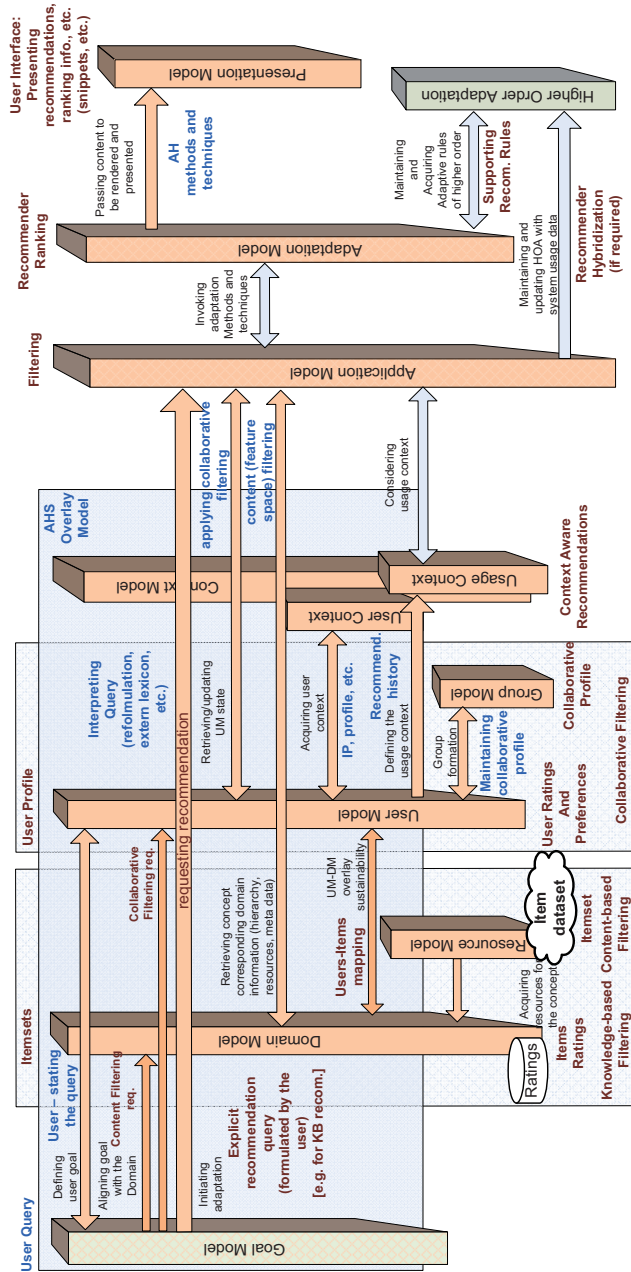 User Query
User – stating
the query
Itemsets
User Profile
AHS
Overlay
Model
Filtering
Recommender
Ranking
User Interface:
Presenting
recommendations,
ranking info., etc.
(snippets, etc.)
Defining
user goal
Aligning goal
with the
Domain
Content Filtering
req.
Collaborative
Filtering req.
Initiating
adaptation
requesting recommendation
Explicit
recommendation
query
(formulated by the
user)
[e.g. for KB recom.]
Goal Model
Interpreting
Query
(refolmulation,
extern lexicon,
etc.)
Retrieving concept
corresponding domain
information (hierarchy,
resources, meta data)
Retrieving/updating
UM state
applying collaborative
filtering
content (feature
space) filtering
Users-Items
mapping
UM-DM
overlay
sustainability
Acquiring user
context
IP, profile, etc.
Recommend.
history
Defining the
usage context
Group
formation
Maintaining
collaborative
profile
Considering
usage context
Domain Model
Resource Model
User Model
Group Model
Context Model
User Context
Usage Context
Application Model
Adaptation Model
Presentation Model
Higher Order Adaptation
Acquiring
resources for
the concept
Item
dataset
Ratings
Items
Ratings
Itemset
Knowledge-based
Filtering
Content-based
Filtering
User Ratings
And
Preferences
Collaborative
Profile
Collaborative Filtering
Context Aware
Recommendations
Invoking
adaptation
Methods and
techniques
Passing content to
be rendered and
presented
AH
methods and
techniques
Maintaining
and
Acquiring
Adaptive rules
of higher order
Supporting
Recom. Rules
Maintaining and
updating HOA with
system usage data
Recommender
Hybridization
(if required)